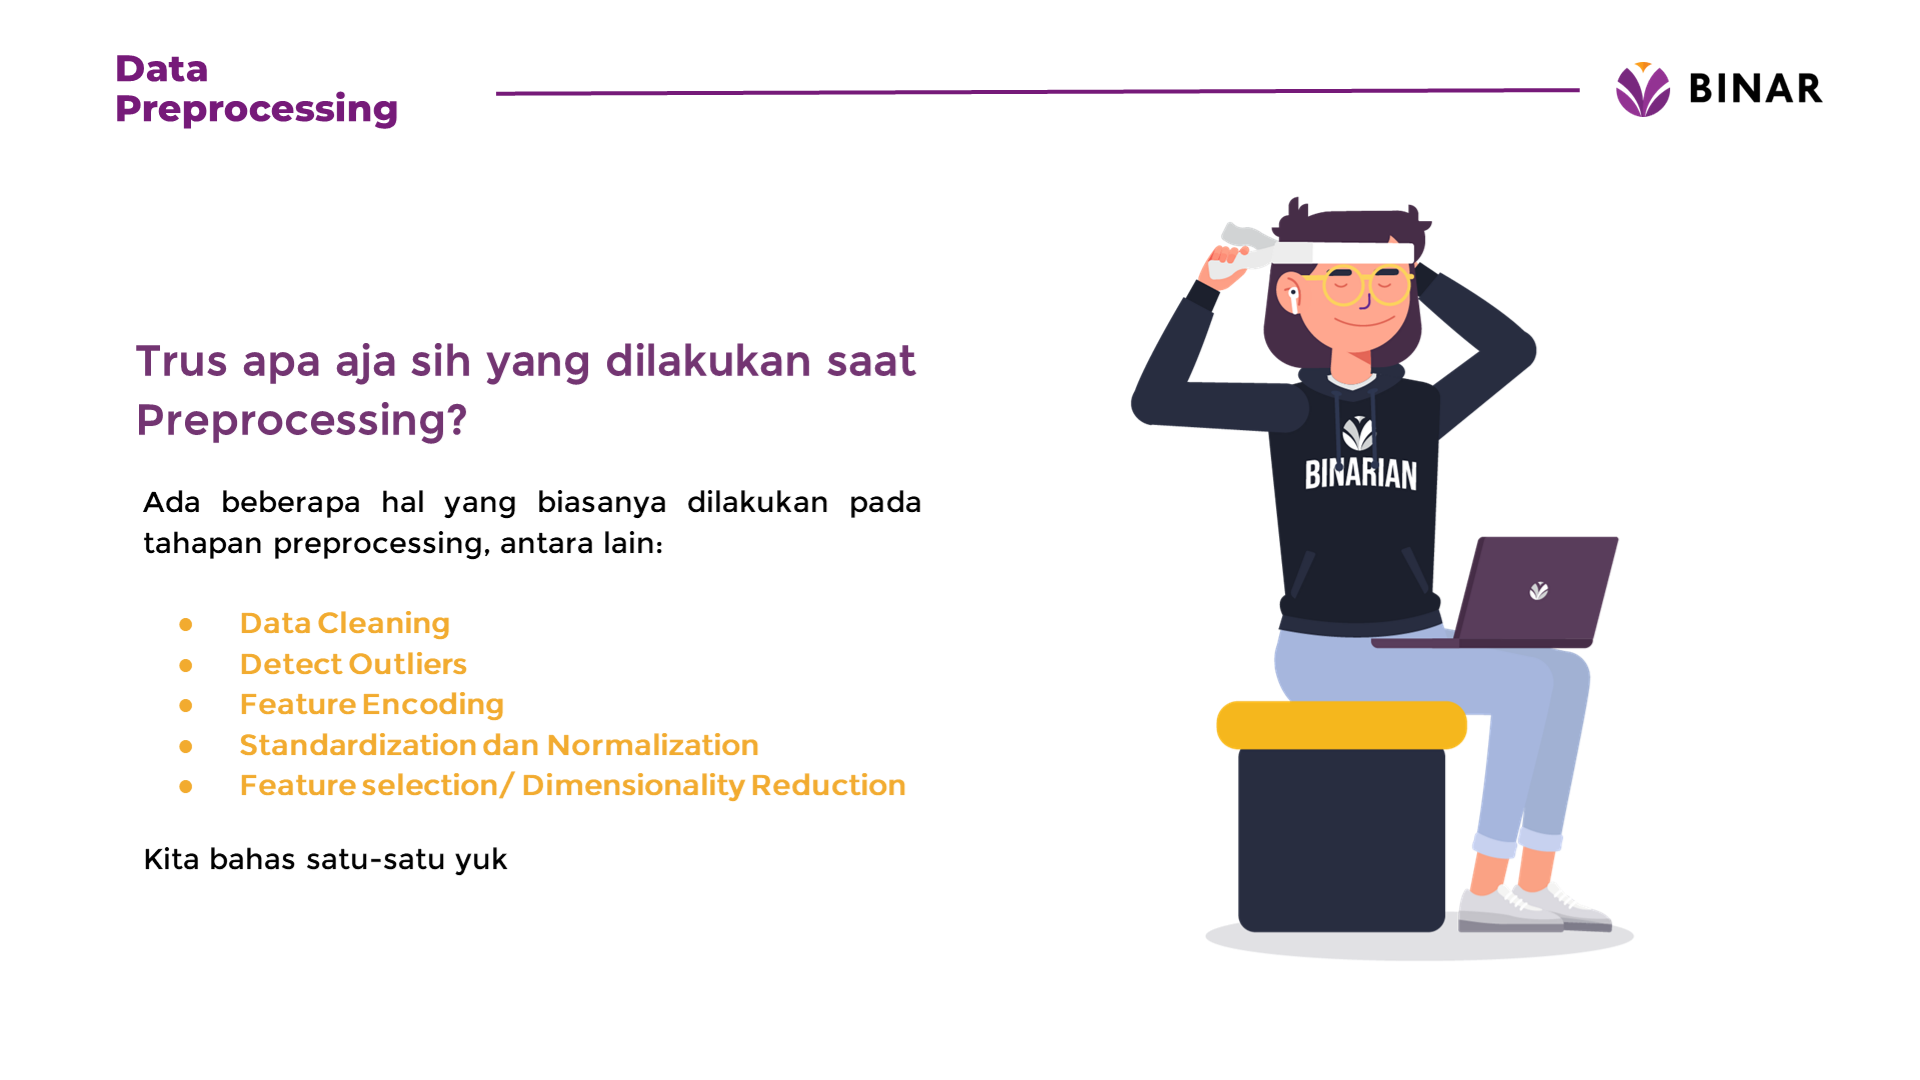 Data
Preprocessing
BINAR
Trus apa aja sih yang dilakukan saat
Preprocessing?
Ada beberapa hal yang biasanya dilakukan pada
tahapan preprocessing, antara lain:
● Data Cleaning
● Detect Outliers
● Feature Encoding
● Standardization dan Normalization
● Feature selection/ Dimensionality Reduction
Kita bahas satu-satu yuk
BINARIAN